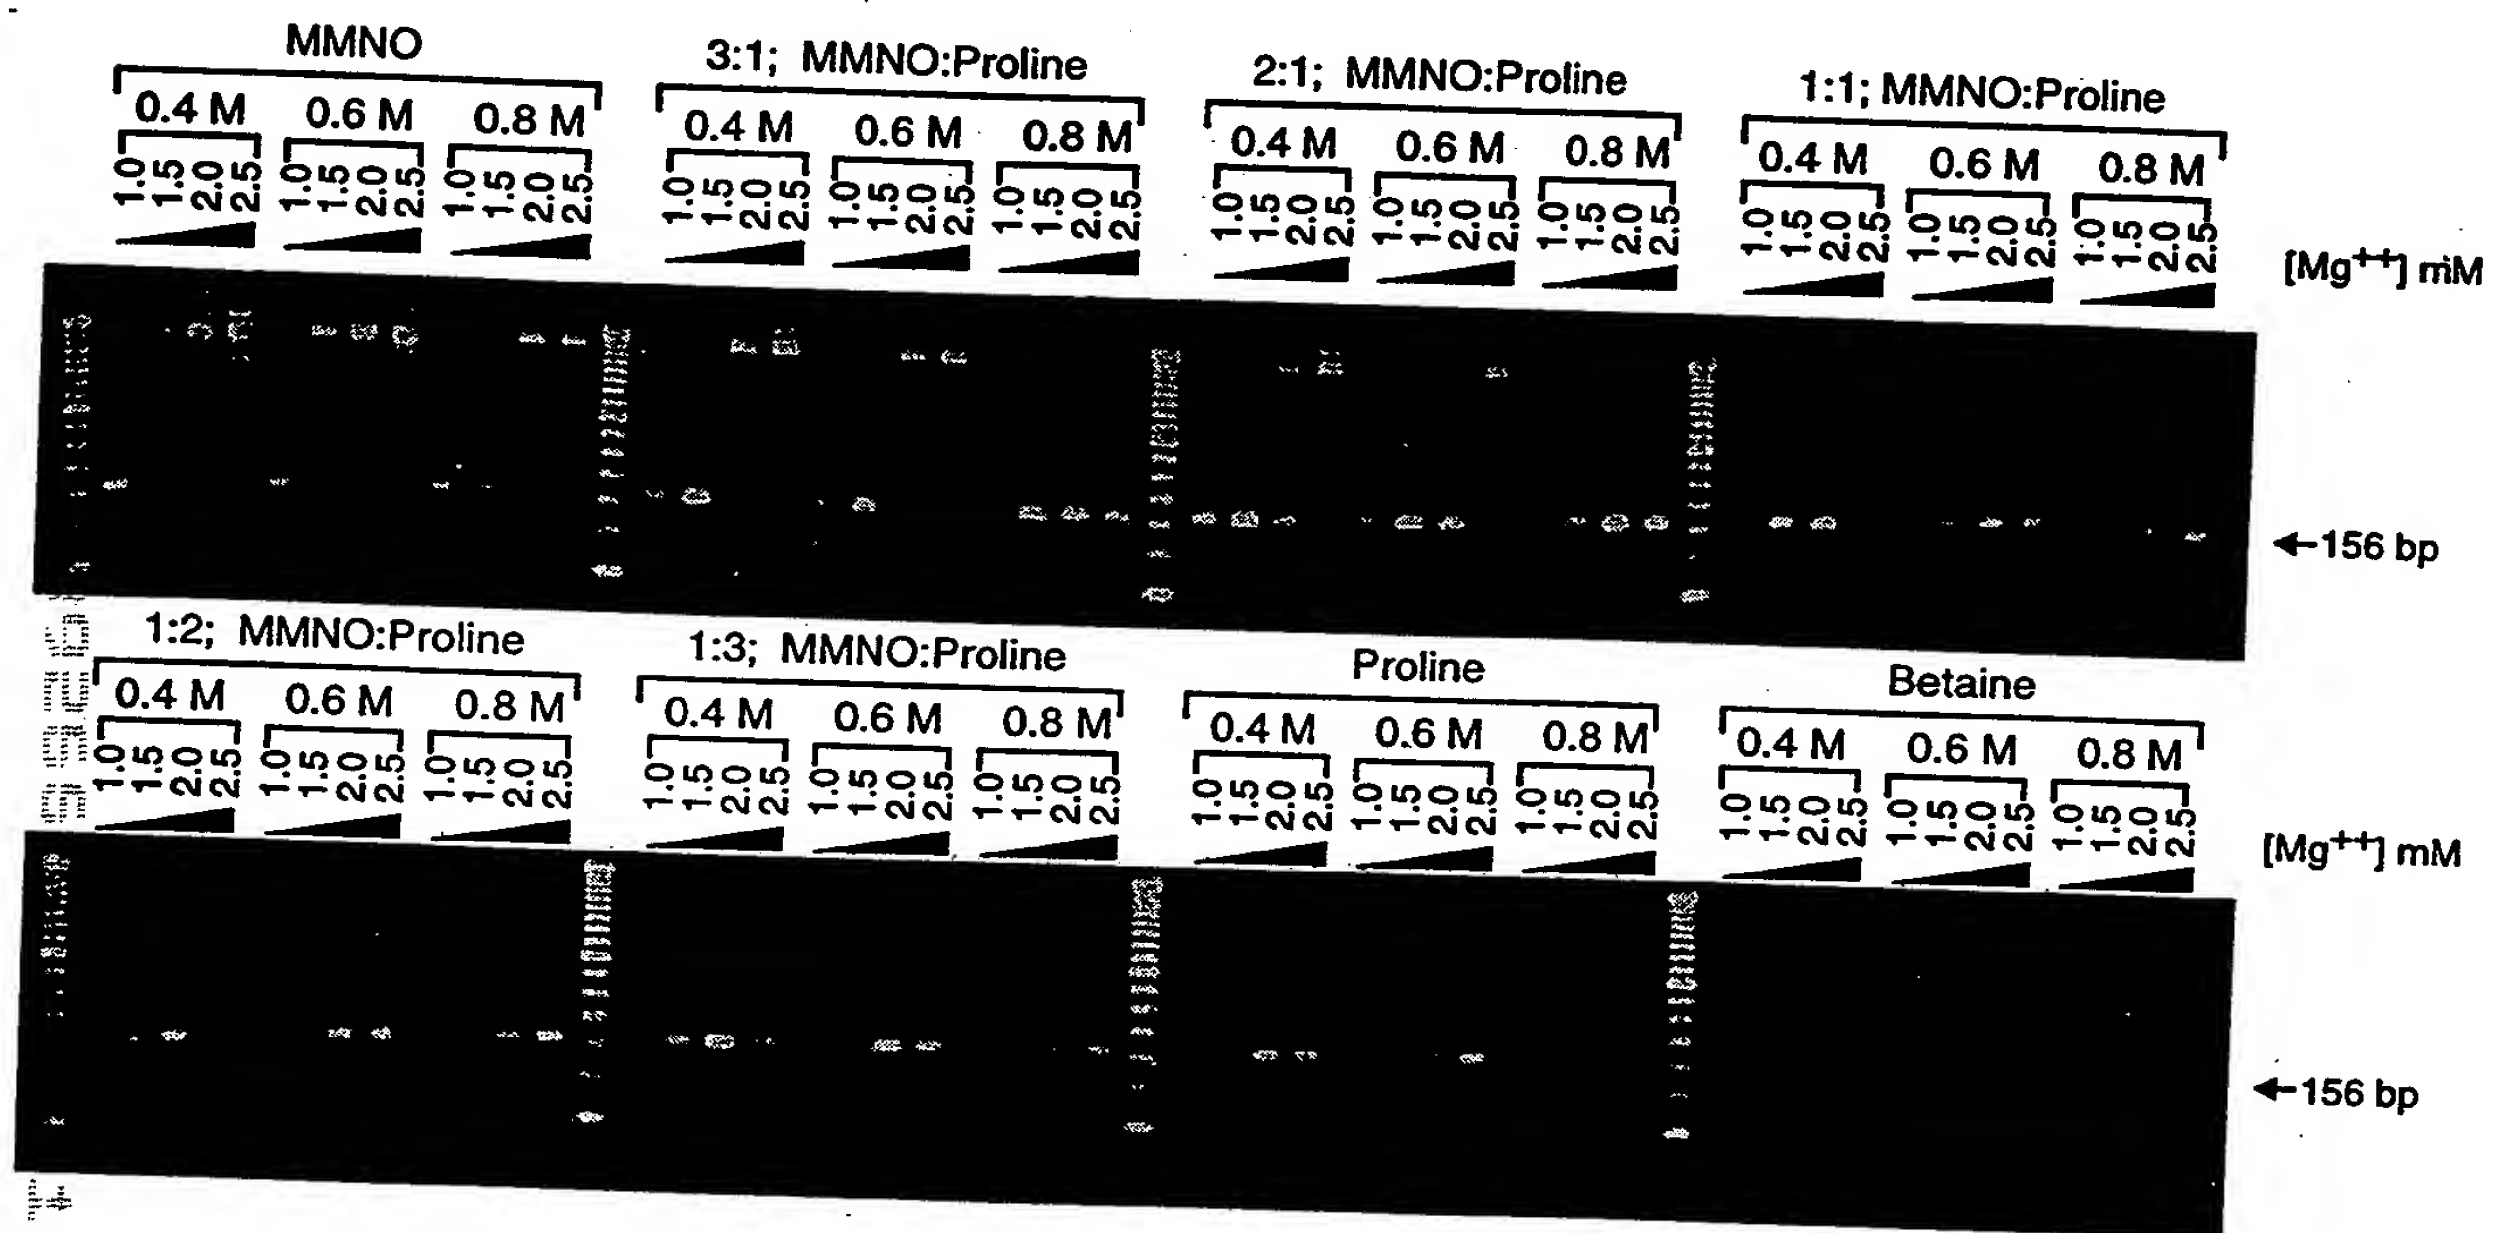 MMNO
3:1; MMNO:Proline
2:1; MMNO:Proline
1:1; MMNO:Proline
0.4 M 0.6 M 0.8 M
0.4 M 0.6 M 0.8 M
0.4 M 0.6 M 0.8 M
0.4 M 0.6 M 0.8 M
1.0 1.5 2.0 2.5 1.0 1.5 2.0 2.5 1.0 1.5 2.0 2.5
1.0 1.5 2.0 2.5 1.0 1.5 2.0 2.5 1.0 1.5 2.0 2.5
1.0 1.5 2.0 2.5 1.0 1.5 2.0 2.5 1.0 1.5 2.0 2.5
1.0 1.5 2.0 2.5 1.0 1.5 2.0 2.5 1.0 1.5 2.0 2.5
[Mg++] mM
←156 bp
1:2; MMNO:Proline
1:3; MMNO:Proline
Proline
Betaine
0.4 M 0.6 M 0.8 M
0.4 M 0.6 M 0.8 M
0.4 M 0.6 M 0.8 M
0.4 M 0.6 M 0.8 M
1.0 1.5 2.0 2.5 1.0 1.5 2.0 2.5 1.0 1.5 2.0 2.5
1.0 1.5 2.0 2.5 1.0 1.5 2.0 2.5 1.0 1.5 2.0 2.5
1.0 1.5 2.0 2.5 1.0 1.5 2.0 2.5 1.0 1.5 2.0 2.5
1.0 1.5 2.0 2.5 1.0 1.5 2.0 2.5 1.0 1.5 2.0 2.5
[Mg++] mM
←156 bp